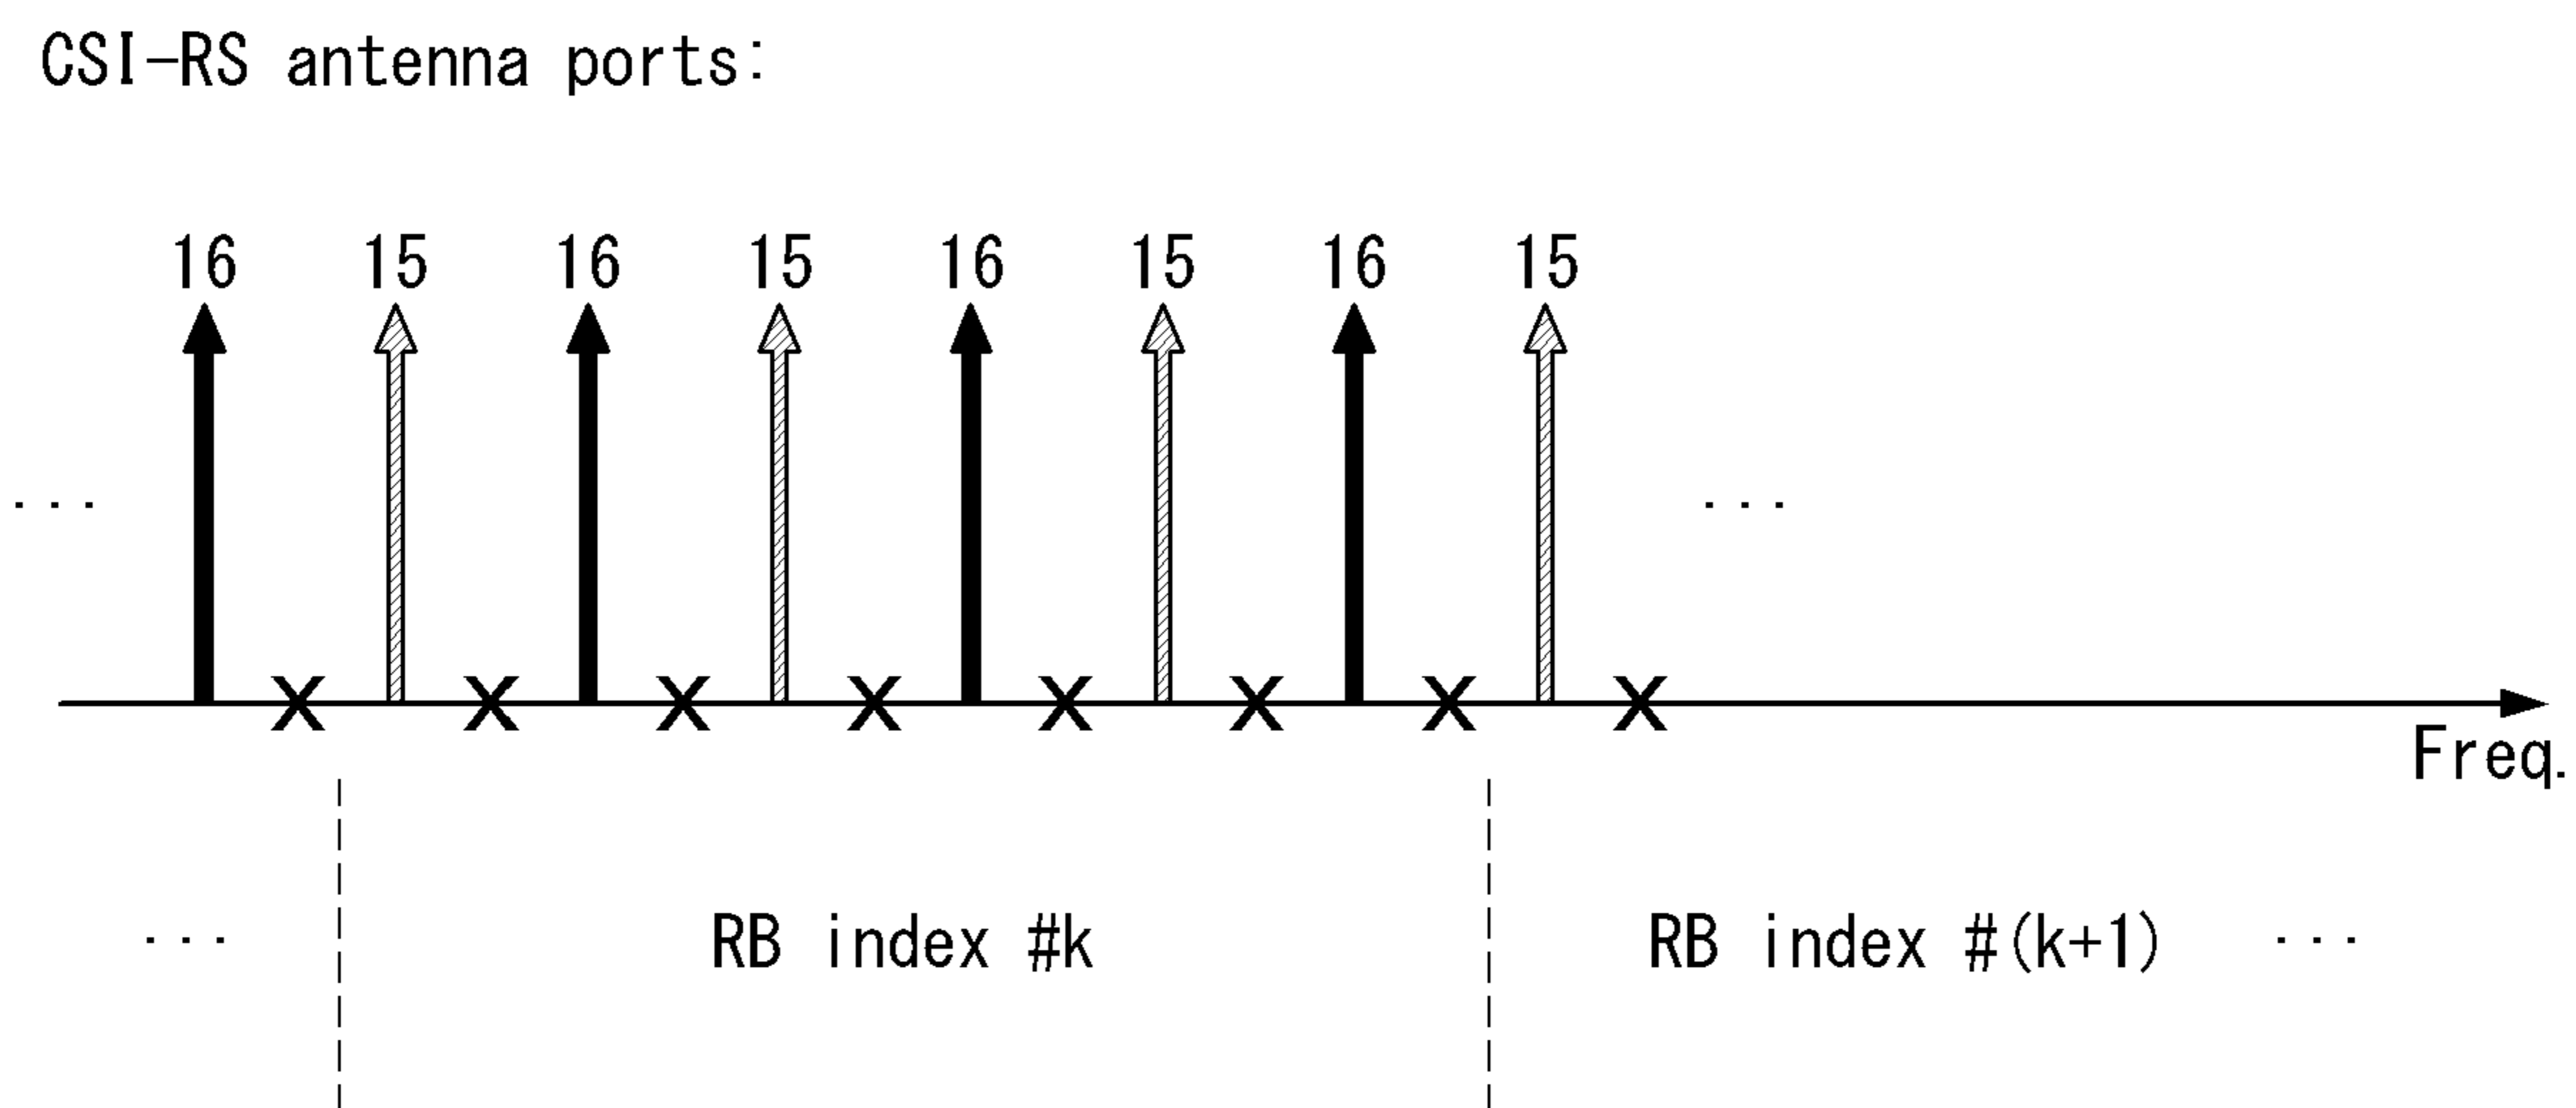 CSI-RS antenna ports:
16 15 16 15 16 15 16 15
... ...
X X X X X X X X
Freq.
... RB index #k RB index #(k+1) ...